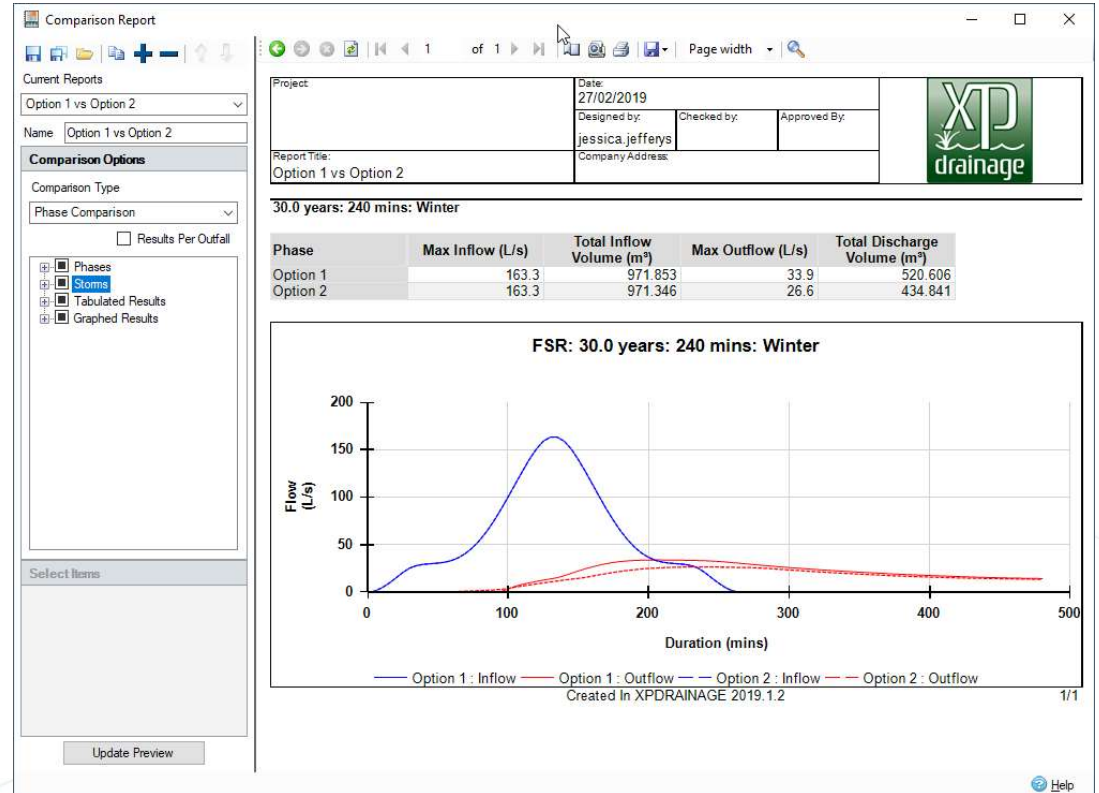 Comparison Report
Current Reports
Option 1 vs Option 2
Name Option 1 vs Option 2
Comparison Options
Comparison Type
Phase Comparison
Results Per Outfall
Phases
Storms
Tabulated Results
Graphed Results
Select Items
Update Preview
1 of 1 Page width
Project:
Date:
27/02/2019
Designed by: Checked by: Approved By:
jessica.jefferys
Report Title:
Option 1 vs Option 2
Company Address:
XP
drainage
30.0 years: 240 mins: Winter
Phase Max Inflow (L/s) Total Inflow Volume (m³) Max Outflow (L/s) Total Discharge Volume (m³)
Option 1 163.3 971.853 33.9 520.606
Option 2 163.3 971.346 26.6 434.841
FSR: 30.0 years: 240 mins: Winter
200
150
100
50
0
Flow
(L/s)
0 100 200 300 400 500
Duration (mins)
Option 1 : Inflow Option 1 : Outflow Option 2 : Inflow Option 2 : Outflow
Created In XPDRAINAGE 2019.1.2 1/1
Help